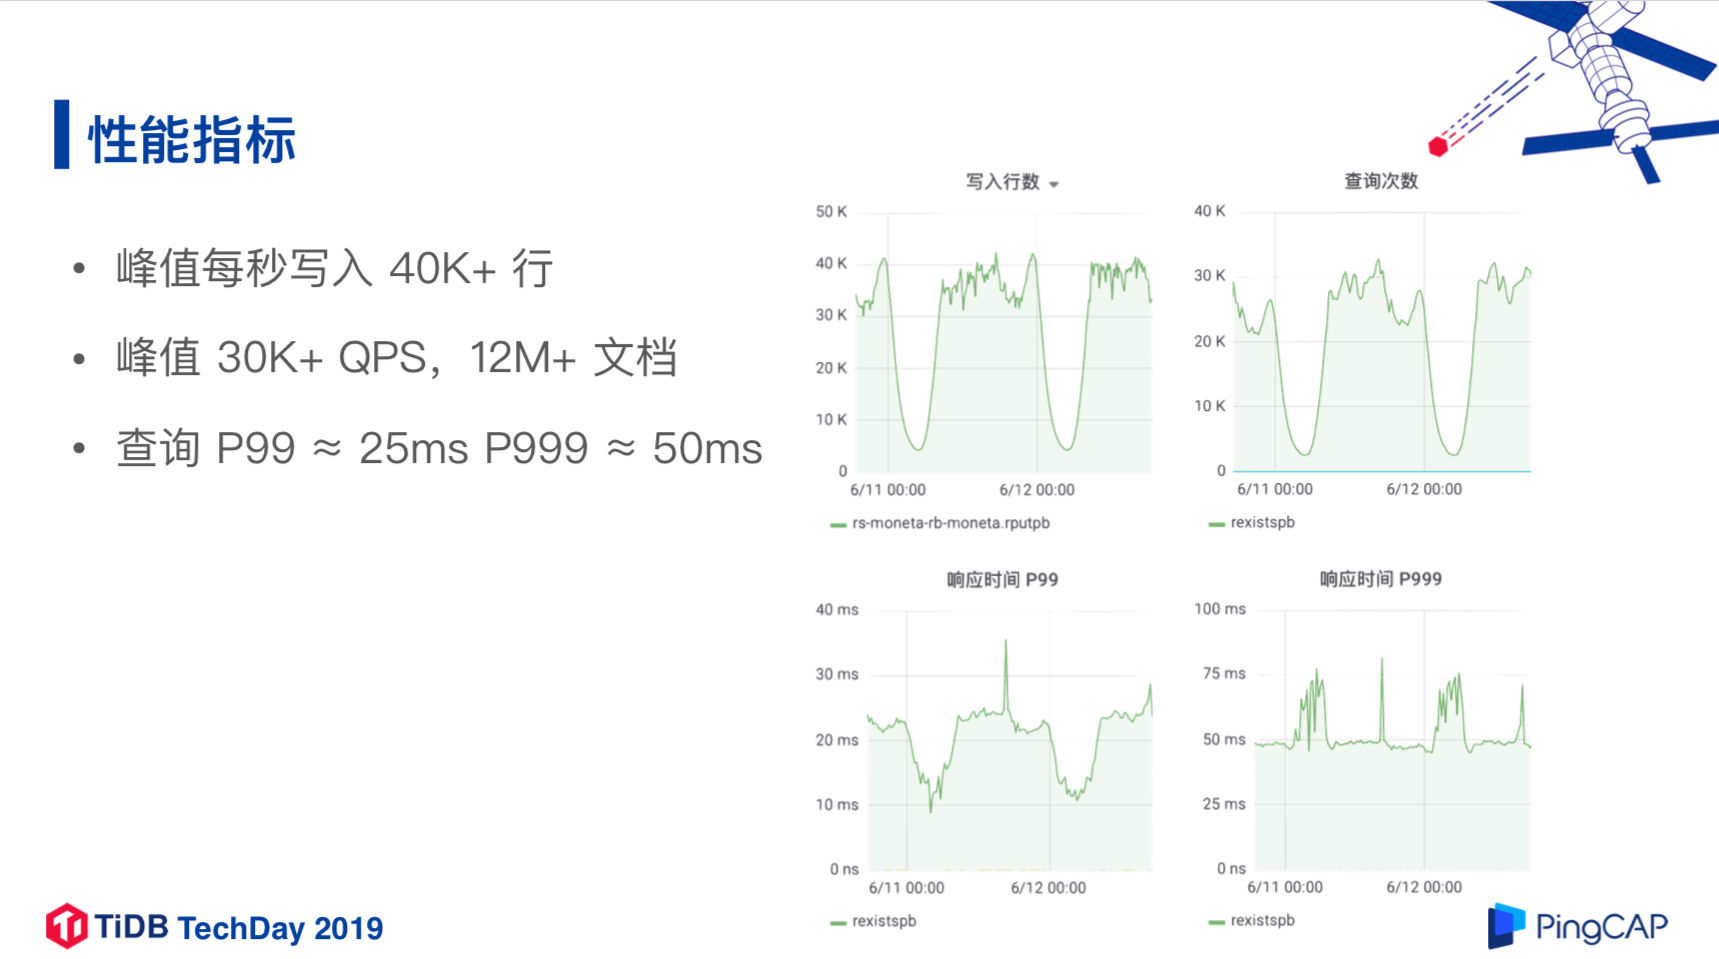 性能指标
• 峰值每秒写入 40K+ 行
• 峰值 30K+ QPS，12M+ 文档
• 查询 P99 ≈ 25ms P999 ≈ 50ms
写入行数
50 K
40 K
30 K
20 K
10 K
0
6/11 00:00 6/12 00:00
rs-moneta-rb-moneta.rputpb
查询次数
40 K
30 K
20 K
10 K
0
6/11 00:00 6/12 00:00
rexistspb
响应时间 P99
40 ms
30 ms
20 ms
10 ms
0 ns
6/11 00:00 6/12 00:00
rexistspb
响应时间 P999
100 ms
75 ms
50 ms
25 ms
0 ns
6/11 00:00 6/12 00:00
rexistspb
TiDB TechDay 2019
PingCAP